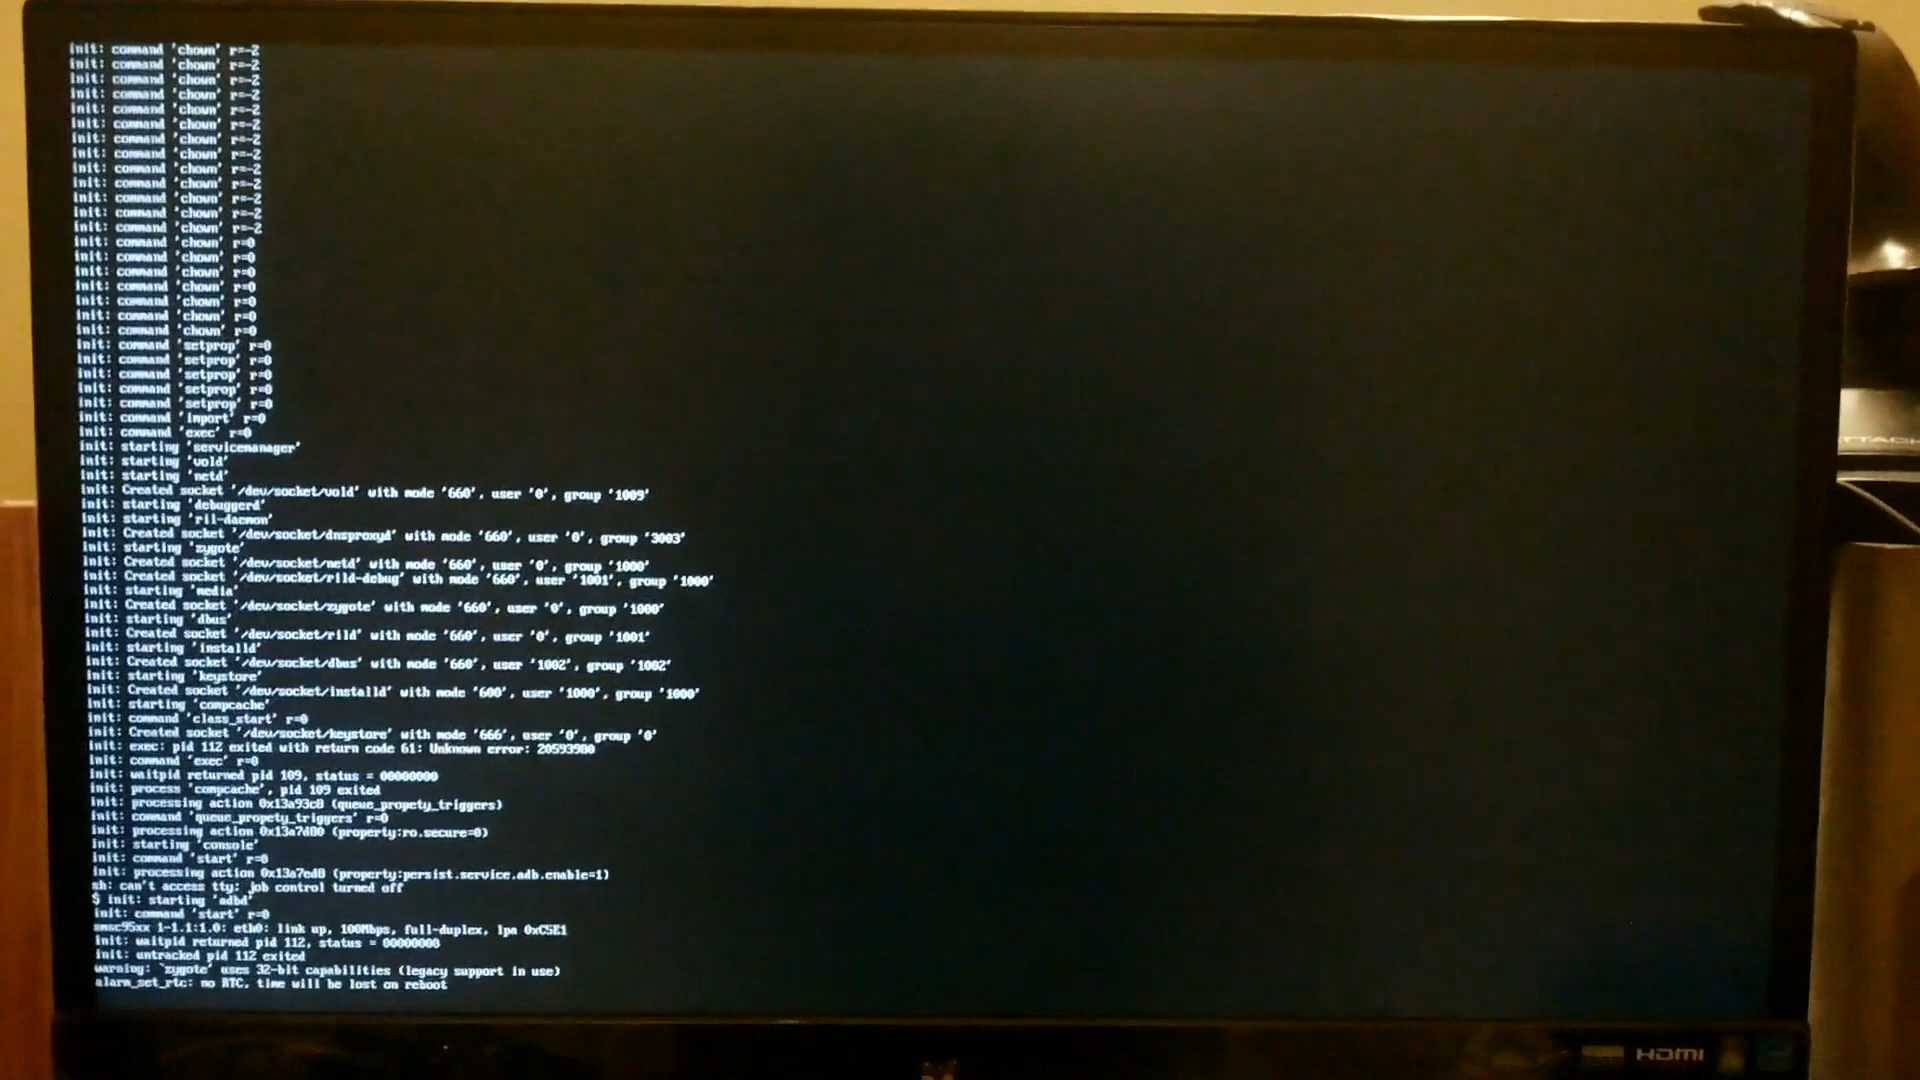 init: command 'chown' r=-2
init: command 'chown' r=-2
init: command 'chown' r=-2
init: command 'chown' r=-2
init: command 'chown' r=-2
init: command 'chown' r=-2
init: command 'chown' r=-2
init: command 'chown' r=-2
init: command 'chown' r=-2
init: command 'chown' r=-2
init: command 'chown' r=-2
init: command 'chown' r=-2
init: command 'chown' r=-2
init: command 'chown' r=0
init: command 'chown' r=0
init: command 'chown' r=0
init: command 'chown' r=0
init: command 'chown' r=0
init: command 'chown' r=0
init: command 'chown' r=0
init: command 'setprop' r=0
init: command 'setprop' r=0
init: command 'setprop' r=0
init: command 'setprop' r=0
init: command 'setprop' r=0
init: command 'import' r=0
init: command 'exec' r=0
init: starting 'servicemanager'
init: starting 'vold'
init: starting 'netd'
init: Created socket '/dev/socket/vold' with mode '660', user '0', group '1009'
init: starting 'debuggerd'
init: starting 'ril-daemon'
init: Created socket '/dev/socket/dnsproxyd' with mode '660', user '0', group '3003'
init: starting 'zygote'
init: Created socket '/dev/socket/netd' with mode '660', user '0', group '1000'
init: Created socket '/dev/socket/rild-debug' with mode '660', user '1001', group '1000'
init: starting 'media'
init: Created socket '/dev/socket/zygote' with mode '660', user '0', group '1000'
init: starting 'dbus'
init: Created socket '/dev/socket/rild' with mode '660', user '0', group '1001'
init: starting 'installd'
init: Created socket '/dev/socket/dbus' with mode '660', user '1002', group '1002'
init: starting 'keystore'
init: Created socket '/dev/socket/installd' with mode '600', user '1000', group '1000'
init: starting 'compcache'
init: command 'class_start' r=0
init: Created socket '/dev/socket/keystore' with mode '666', user '0', group '0'
init: exec: pid 112 exited with return code 61: Unknown error: 20593980
init: command 'exec' r=0
init: waitpid returned pid 109, status = 00000000
init: process 'compcache', pid 109 exited
init: processing action 0x13a93c8 (queue_propety_triggers)
init: command 'queue_propety_triggers' r=0
init: processing action 0x13a7d80 (property:ro.secure=0)
init: starting 'console'
init: command 'start' r=0
init: processing action 0x13a7ed8 (property:persist.service.adb.enable=1)
sh: can't access tty; job control turned off
$ init: starting 'adbd'
init: command 'start' r=0
smsc95xx 1-1.1:1.0: eth0: link up, 100Mbps, full-duplex, lpa 0xC5E1
init: waitpid returned pid 112, status = 00000000
init: untracked pid 112 exited
warning: `zygote' uses 32-bit capabilities (legacy support in use)
alarm_set_rtc: no RTC, time will be lost on reboot
HDMI